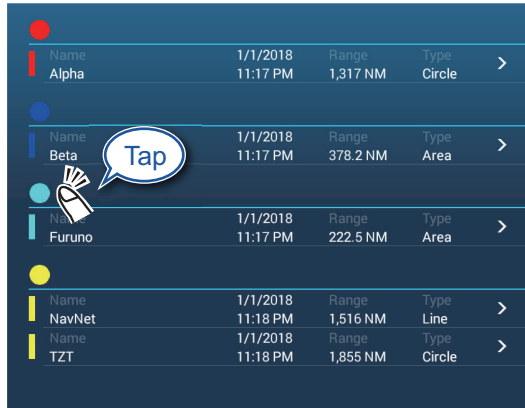 Name 1/1/2018 Range Type
Alpha 11:17 PM 1,317 NM Circle
Name 1/1/2018 Range Type
Beta 11:17 PM 378.2 NM Area
Tap
Name 1/1/2018 Range Type
Furuno 11:17 PM 222.5 NM Area
Name 1/1/2018 Range Type
NavNet 11:18 PM 1,516 NM Line
Name 1/1/2018 Range Type
TZT 11:18 PM 1,855 NM Circle